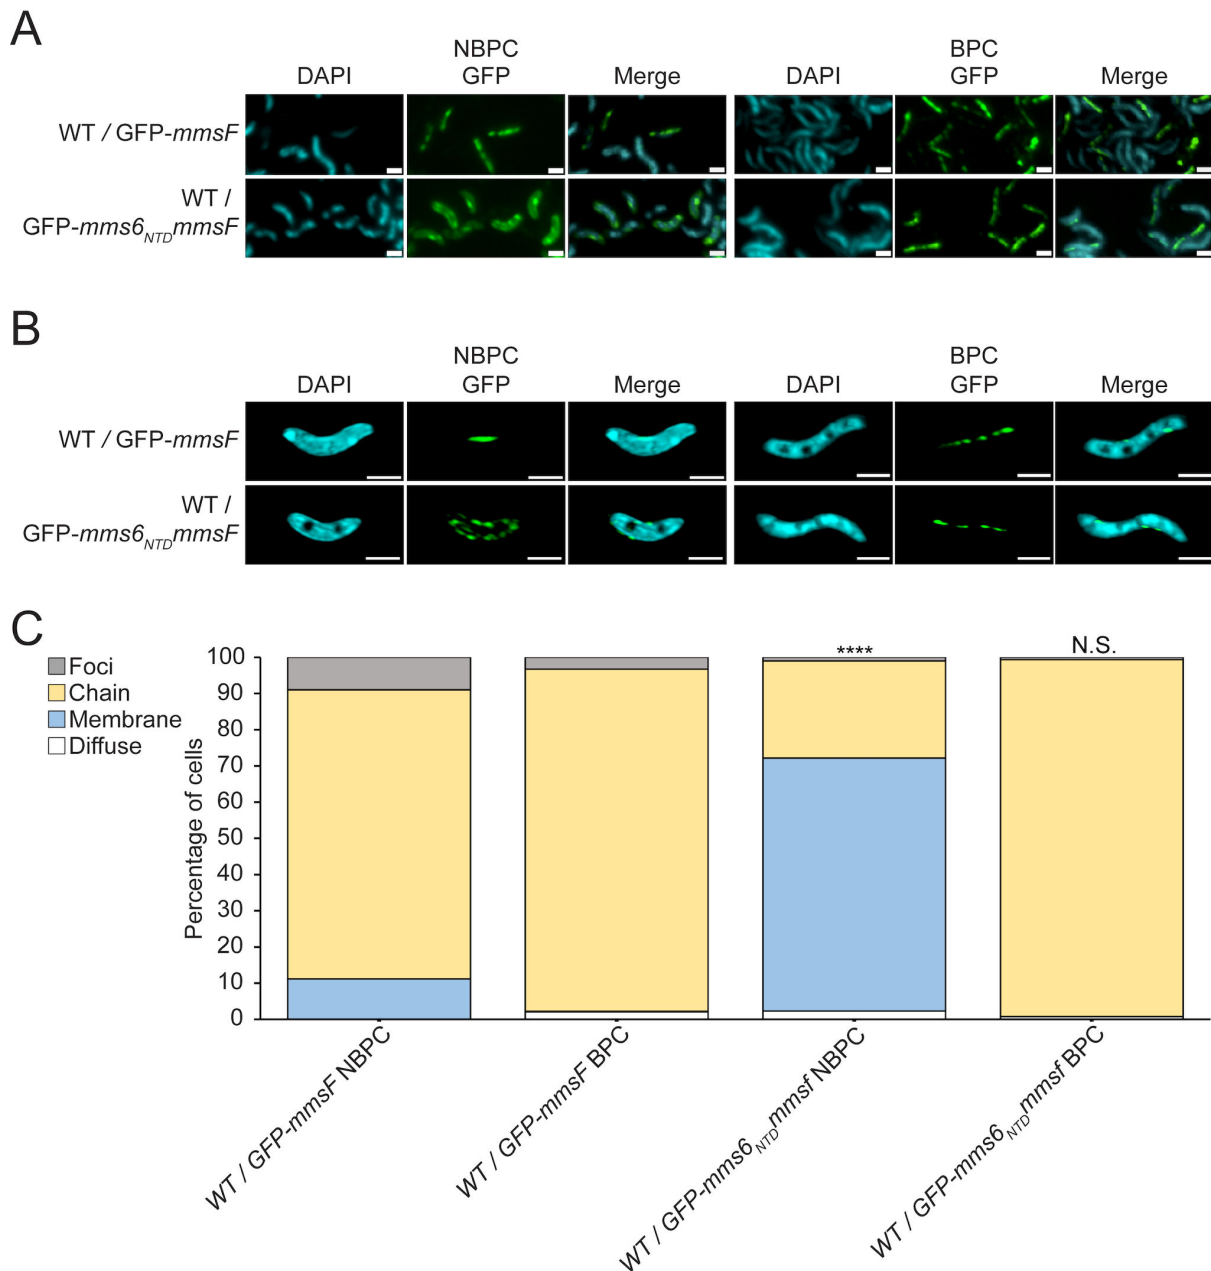 A
NBPC BPC
DAPI GFP Merge DAPI GFP Merge
WT / GFP-mmsF
WT /
GFP-mms6NTDmmsF
B
NBPC BPC
DAPI GFP Merge DAPI GFP Merge
WT / GFP-mmsF
WT /
GFP-mms6NTDmmsF
C
Foci
Chain
Membrane
Diffuse
Percentage of cells
100
90
80
70
60
50
40
30
20
10
0
**** N.S.
WT / GFP-mmsF NBPC
WT / GFP-mmsF BPC
WT / GFP-mms6NTDmmsf NBPC
WT / GFP-mms6NTDmmsf BPC